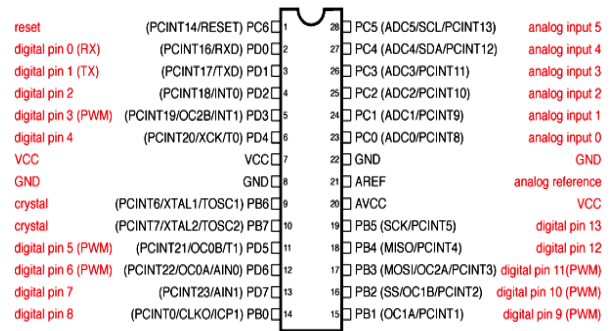 reset (PCINT14/RESET) PC6 1 28 PC5 (ADC5/SCL/PCINT13) analog input 5
digital pin 0 (RX) (PCINT16/RXD) PD0 2 27 PC4 (ADC4/SDA/PCINT12) analog input 4
digital pin 1 (TX) (PCINT17/TXD) PD1 3 26 PC3 (ADC3/PCINT11) analog input 3
digital pin 2 (PCINT18/INT0) PD2 4 25 PC2 (ADC2/PCINT10) analog input 2
digital pin 3 (PWM) (PCINT19/OC2B/INT1) PD3 5 24 PC1 (ADC1/PCINT9) analog input 1
digital pin 4 (PCINT20/XCK/T0) PD4 6 23 PC0 (ADC0/PCINT8) analog input 0
VCC VCC 7 22 GND GND
GND GND 8 21 AREF analog reference
crystal (PCINT6/XTAL1/TOSC1) PB6 9 20 AVCC VCC
crystal (PCINT7/XTAL2/TOSC2) PB7 10 19 PB5 (SCK/PCINT5) digital pin 13
digital pin 5 (PWM) (PCINT21/OC0B/T1) PD5 11 18 PB4 (MISO/PCINT4) digital pin 12
digital pin 6 (PWM) (PCINT22/OC0A/AIN0) PD6 12 17 PB3 (MOSI/OC2A/PCINT3) digital pin 11(PWM)
digital pin 7 (PCINT23/AIN1) PD7 13 16 PB2 (SS/OC1B/PCINT2) digital pin 10 (PWM)
digital pin 8 (PCINT0/CLKO/ICP1) PB0 14 15 PB1 (OC1A/PCINT1) digital pin 9 (PWM)